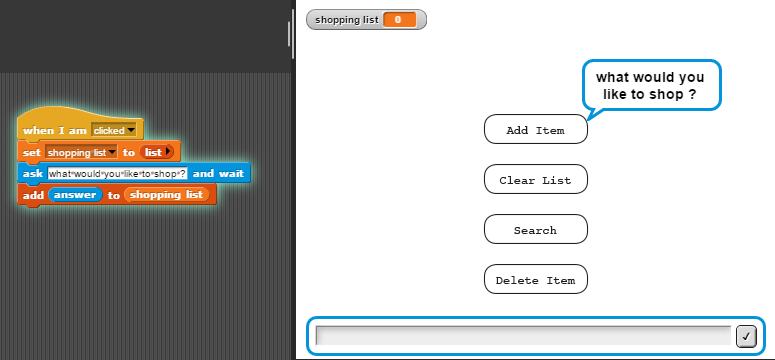 when I am clicked
set shopping list to list
ask what would you like to shop ? and wait
add answer to shopping list
shopping list 0
what would you
like to shop ?
Add Item
Clear List
Search
Delete Item